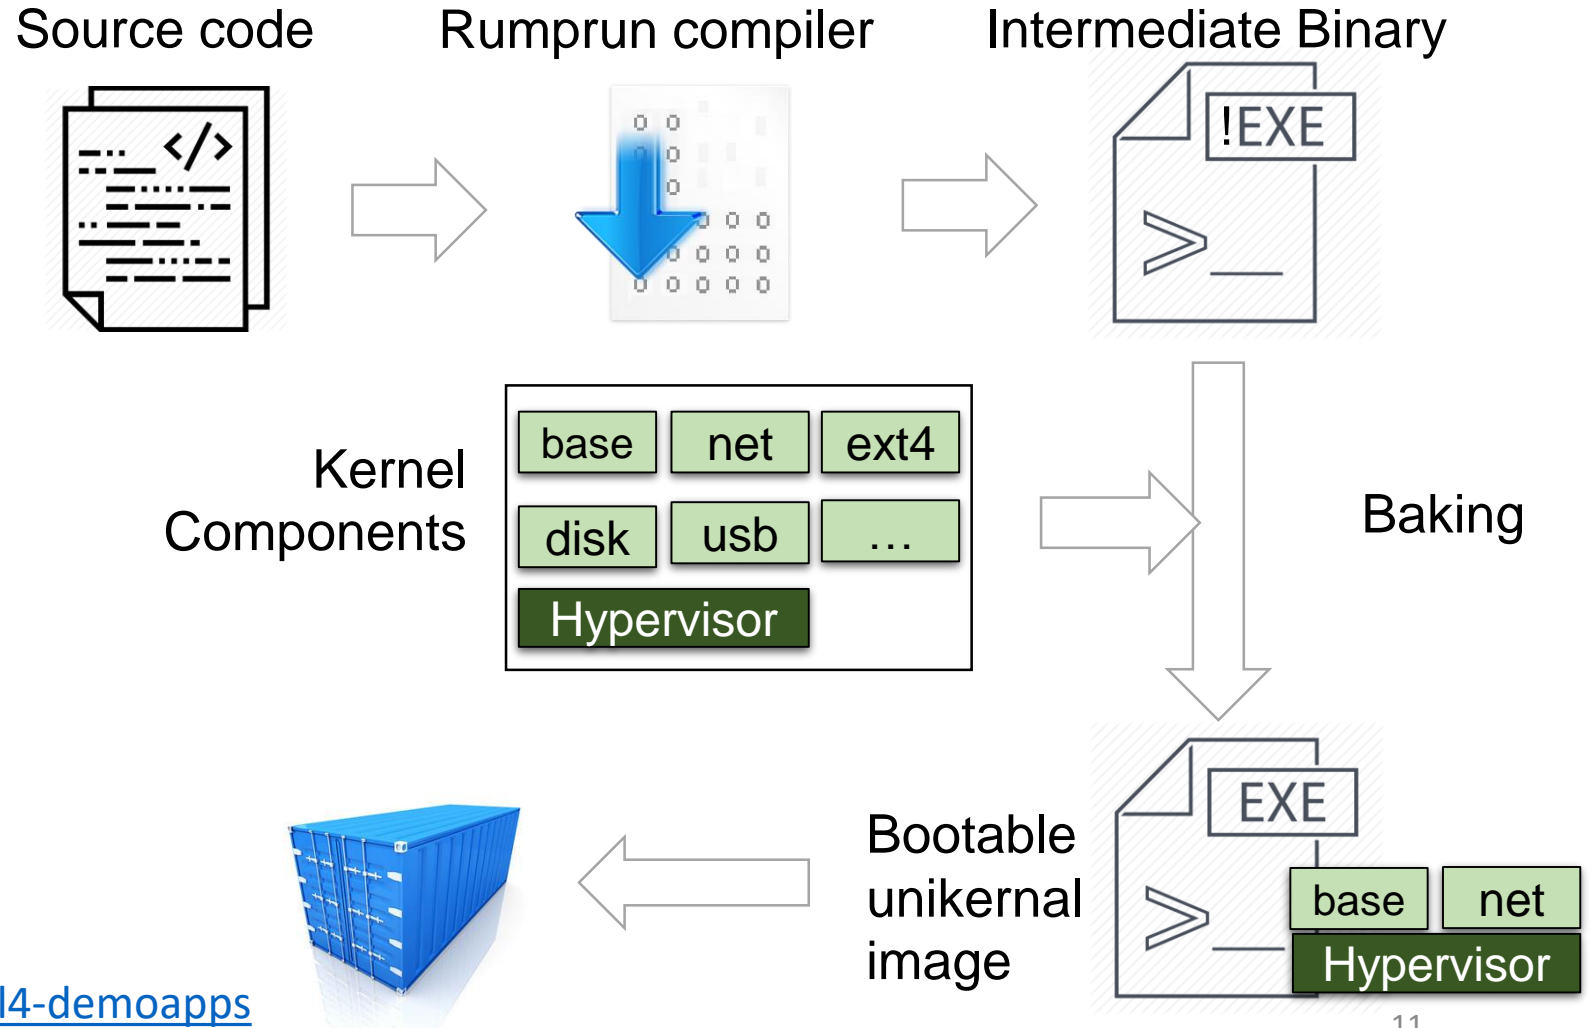 Source code
Rumprun compiler
Intermediate Binary
</>
!EXE
>_
Kernel
Components
base
net
ext4
disk
usb
…
Hypervisor
Baking
Bootable
unikernal
image
EXE
>_
base
net
Hypervisor
l4-demoapps
11